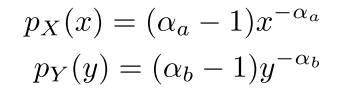 p_X(x) = (α_a − 1)x^{−α_a}
p_Y(y) = (α_b − 1)y^{−α_b}